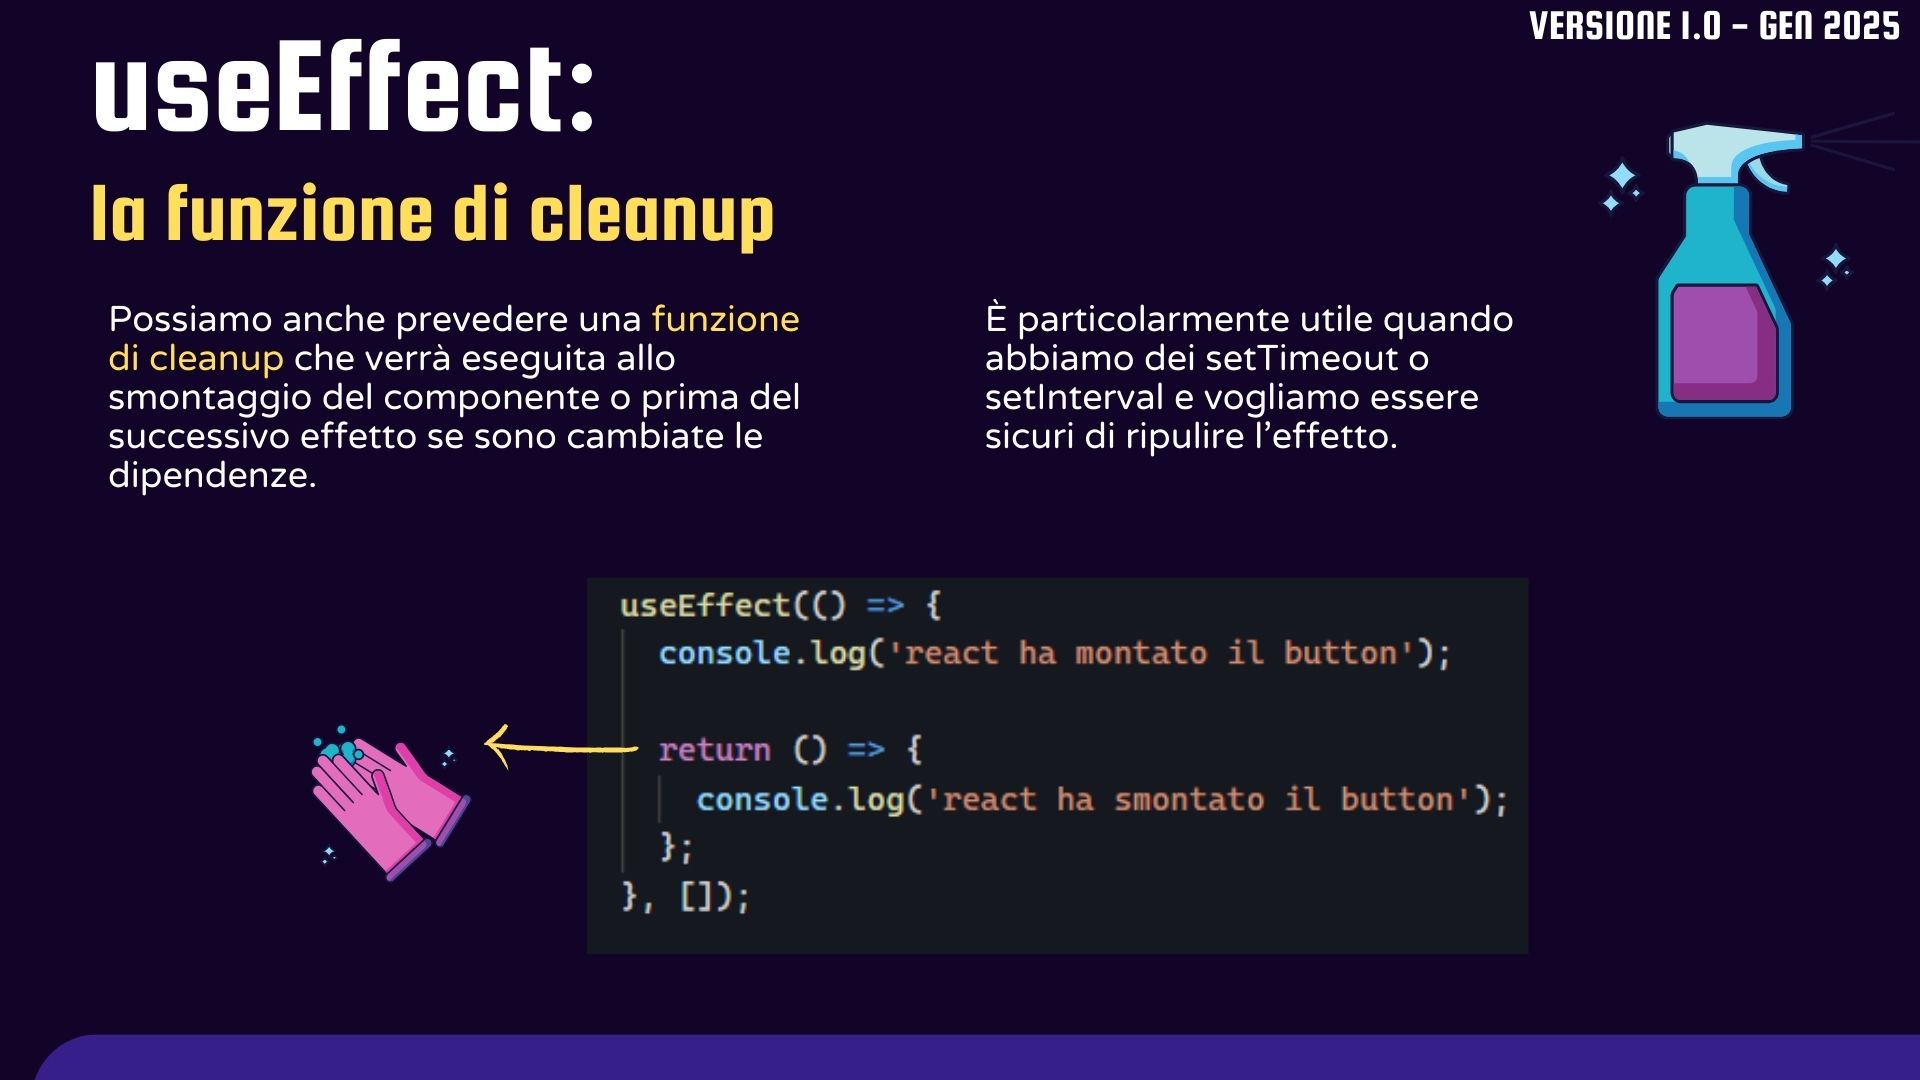 VERSIONE 1.0 - GEN 2025
useEffect:
la funzione di cleanup
Possiamo anche prevedere una funzione
di cleanup che verrà eseguita allo
smontaggio del componente o prima del
successivo effetto se sono cambiate le
dipendenze.
È particolarmente utile quando
abbiamo dei setTimeout o
setInterval e vogliamo essere
sicuri di ripulire l’effetto.
useEffect(() => {
  console.log('react ha montato il button');
  return () => {
    console.log('react ha smontato il button');
  };
}, []);